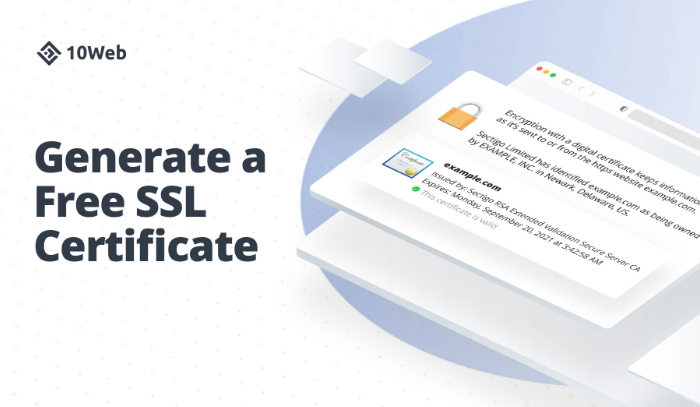 10Web
Generate a
Free SSL
Certificate
Encryption with a digital certificate keeps information
as it's sent to or from the https website example.com.
Sectigo Limited has identified example.com as being owned
by EXAMPLE, INC. in Newark, Delaware, US.
Certificate
example.com
Issued by: Sectigo RSA Extended Validation Secure Server CA
Expires: Monday, September 20, 2021 at 3:42:58 AM
This certificate is valid